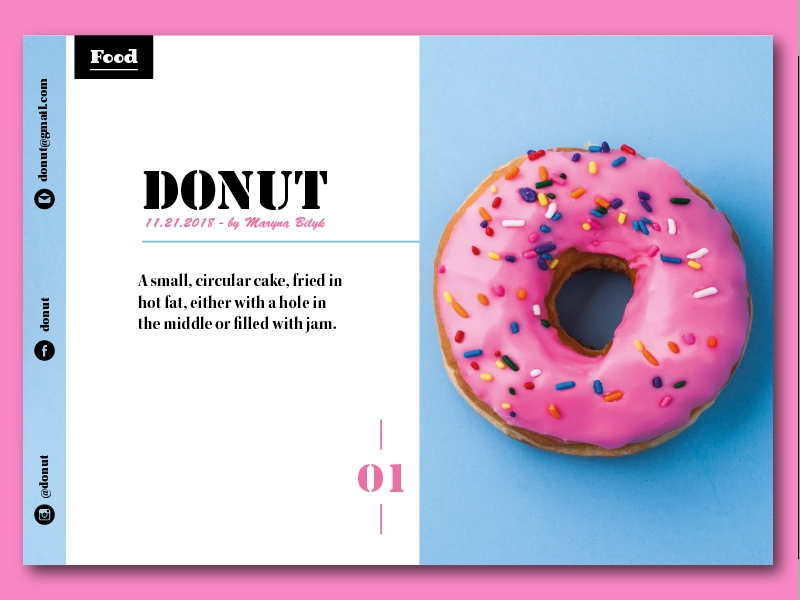 Food
donut@gmail.com
donut
@donut
DONUT
11.21.2018 - by Maryna Bilyk
A small, circular cake, fried in
hot fat, either with a hole in
the middle or filled with jam.
01